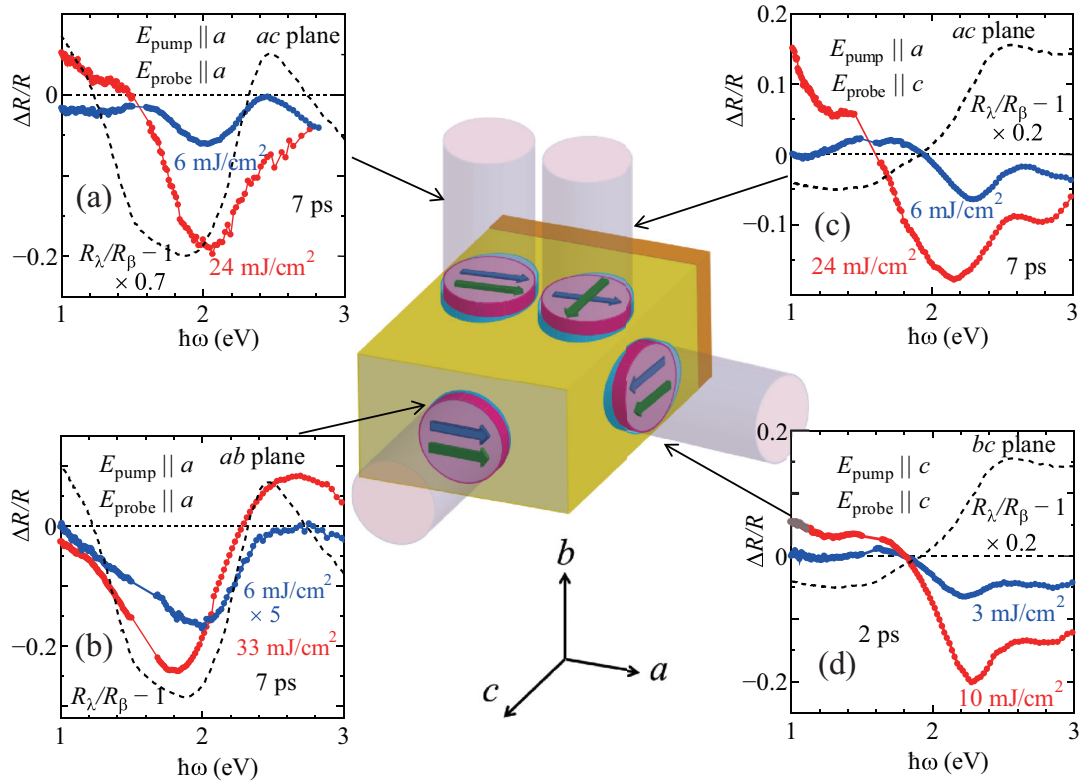 0.1
0
−0.2
ΔR/R
E_pump || a
E_probe || a
ac plane
6 mJ/cm²
(a)
7 ps
R_λ/R_β − 1
× 0.7
24 mJ/cm²
1
2
3
ħω (eV)
0.2
0.1
0
−0.1
ΔR/R
E_pump || a
E_probe || c
ac plane
R_λ/R_β − 1
× 0.2
6 mJ/cm²
(c)
24 mJ/cm²
7 ps
1
2
3
ħω (eV)
0
−0.2
ΔR/R
E_pump || a
E_probe || a
ab plane
6 mJ/cm²
× 5
33 mJ/cm²
(b)
7 ps
R_λ/R_β − 1
1
2
3
ħω (eV)
b
a
c
0.2
0
−0.2
ΔR/R
E_pump || c
E_probe || c
bc plane
R_λ/R_β − 1
× 0.2
3 mJ/cm²
2 ps
(d)
10 mJ/cm²
1
2
3
ħω (eV)